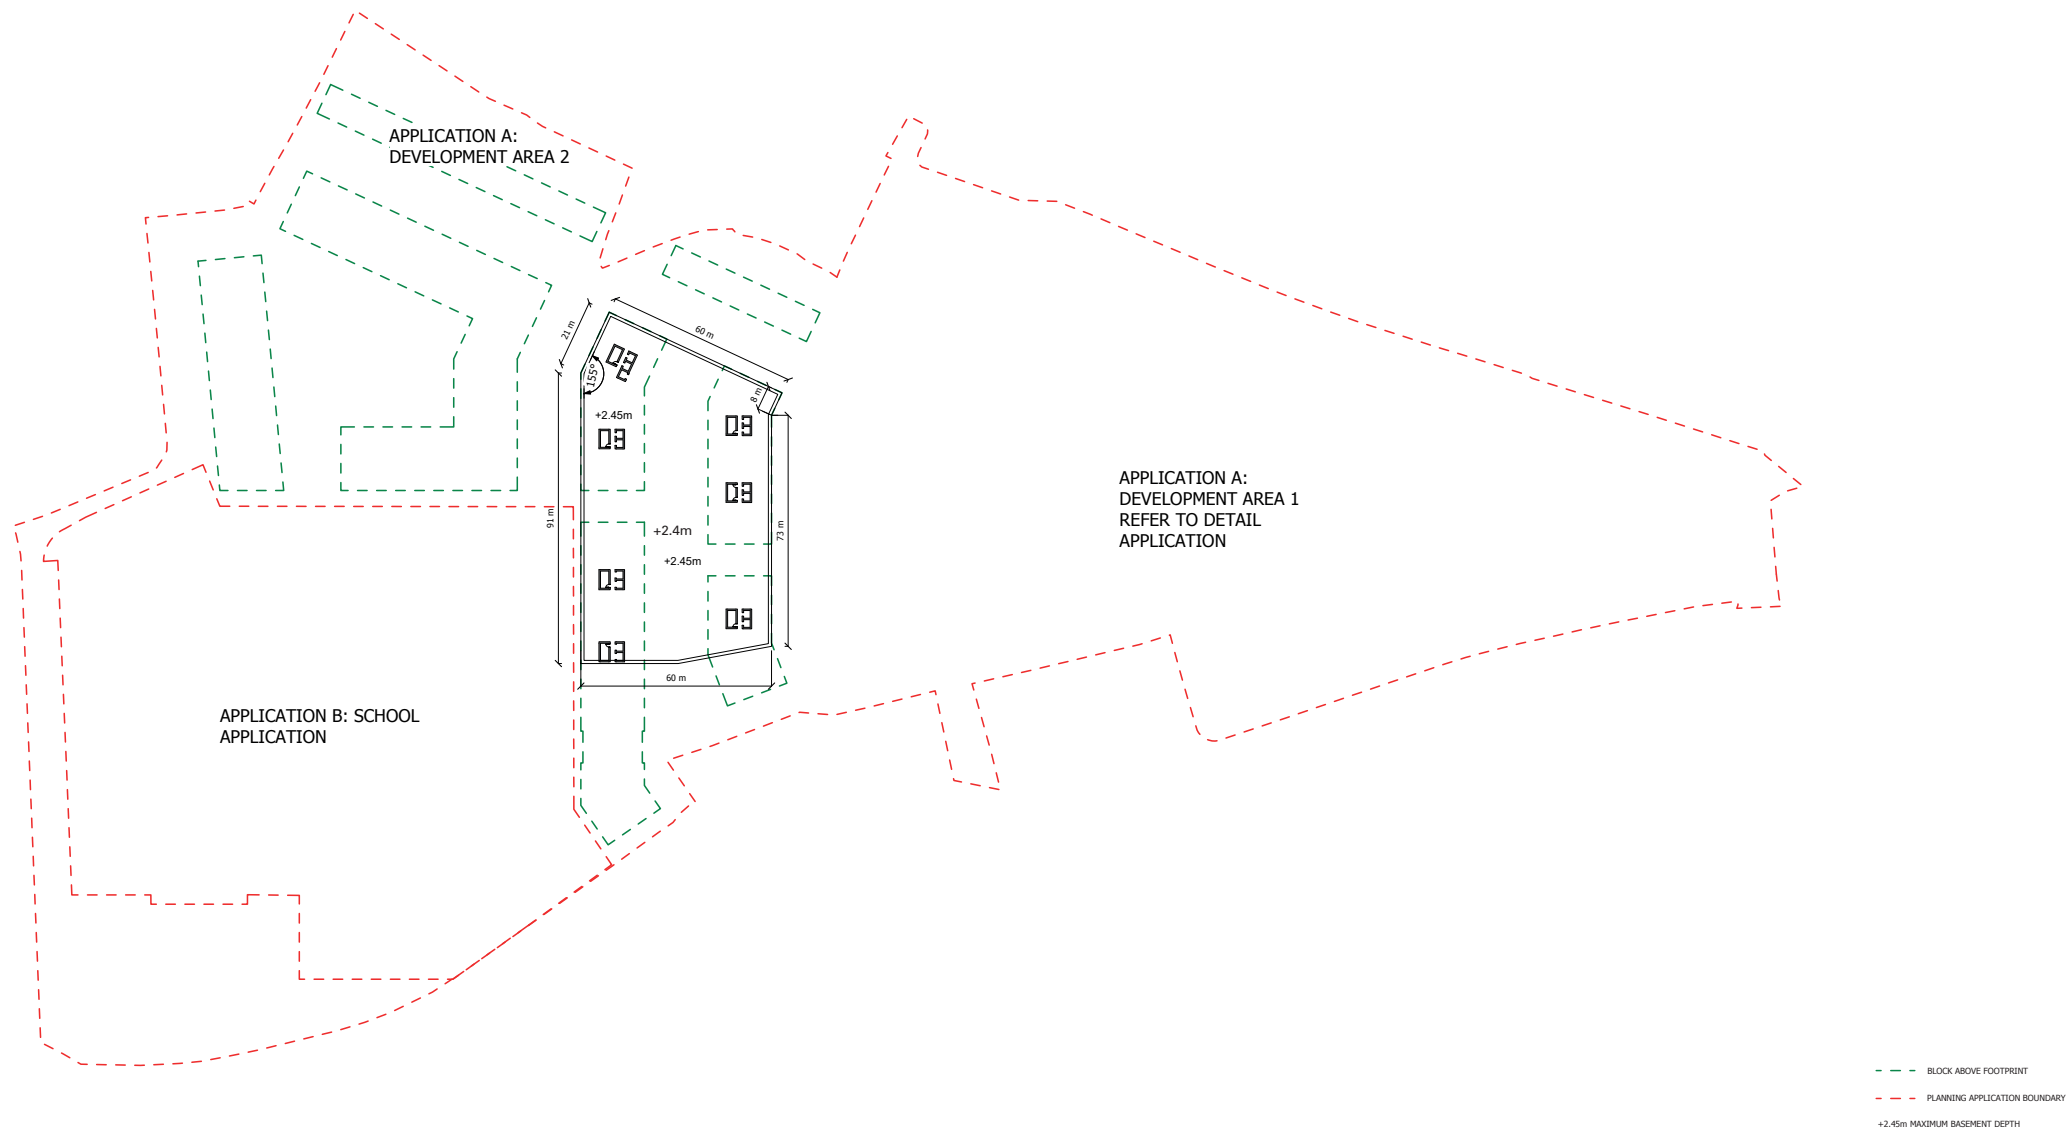 APPLICATION A:
DEVELOPMENT AREA 2
21 m
60 m
155°
8 m
+2.45m
91 m
+2.4m
+2.45m
73 m
60 m
APPLICATION A:
DEVELOPMENT AREA 1
REFER TO DETAIL
APPLICATION
APPLICATION B: SCHOOL
APPLICATION
BLOCK ABOVE FOOTPRINT
PLANNING APPLICATION BOUNDARY
+2.45m MAXIMUM BASEMENT DEPTH